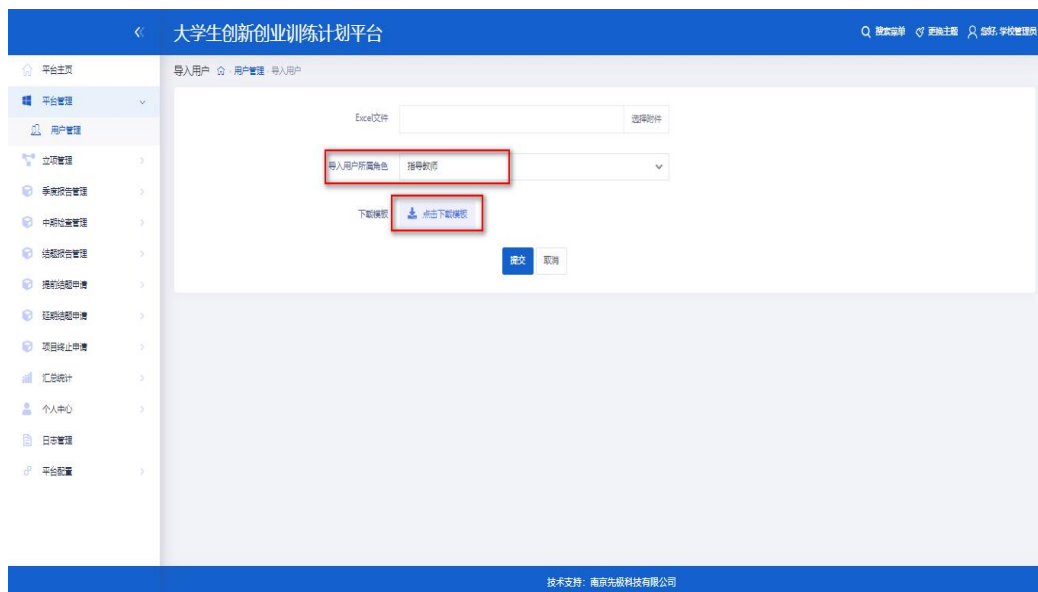 大学生创新创业训练计划平台
搜索菜单 更换主题 您好, 学校管理员
平台主页
平台管理
用户管理
立项管理
季度报告管理
中期检查管理
结题报告管理
提前结题申请
延期结题申请
项目终止申请
汇总统计
个人中心
日志管理
平台配置
导入用户 用户管理 导入用户
Excel文件 选择附件
导入用户所属角色 指导教师
下载模板 点击下载模板
提交 取消
技术支持：南京先极科技有限公司